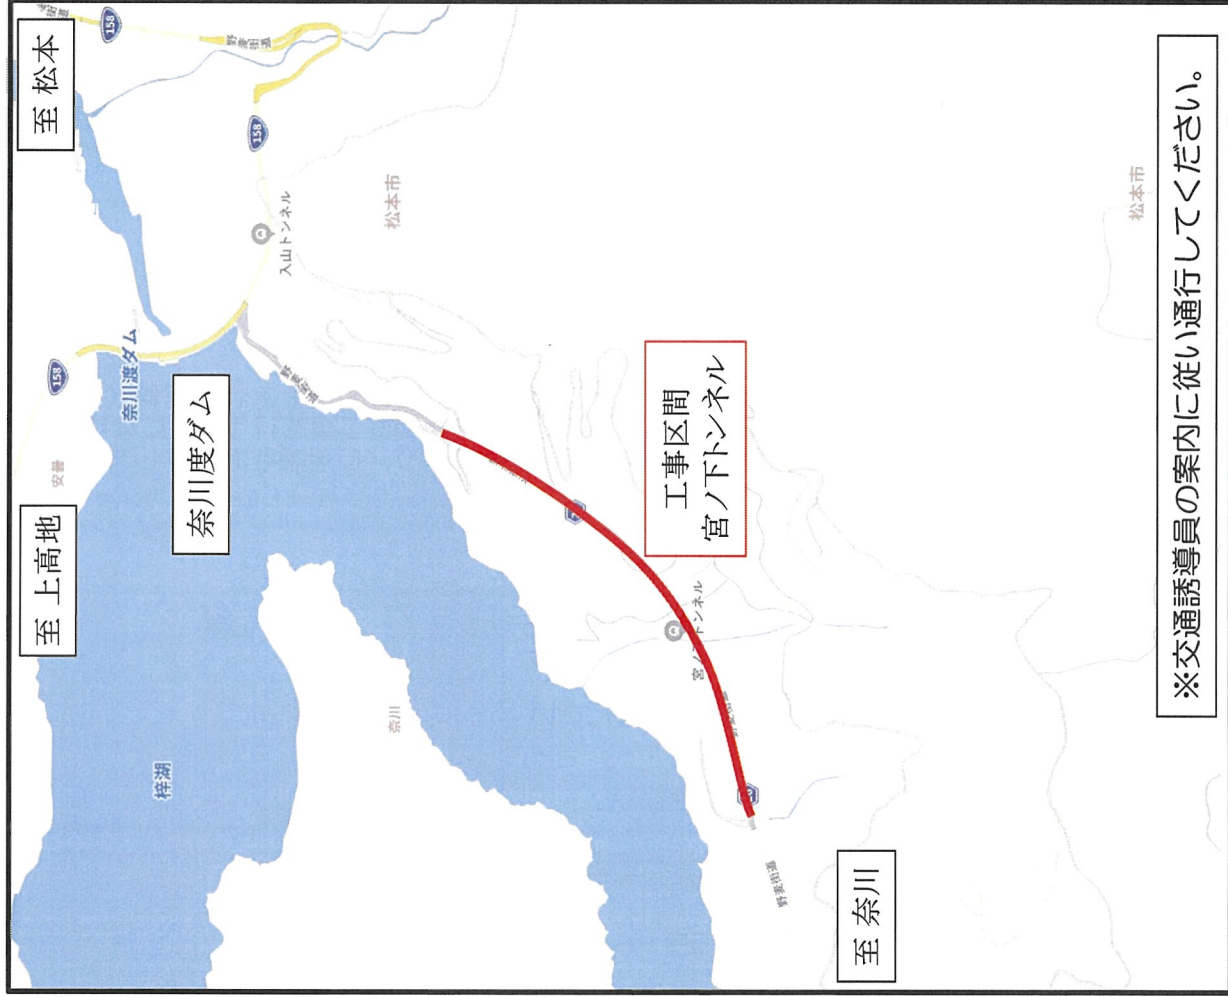 至 上高地
至 松本
158
158
158
野麦街道
奈川渡ダム
安曇
奈川度ダム
梓湖
入山トンネル
野麦街道
松本市
奈川
工事区間
宮ノ下トンネル
宮ノ下トンネル
野麦街道
至 奈川
松本市
※交通誘導員の案内に従い通行してください。